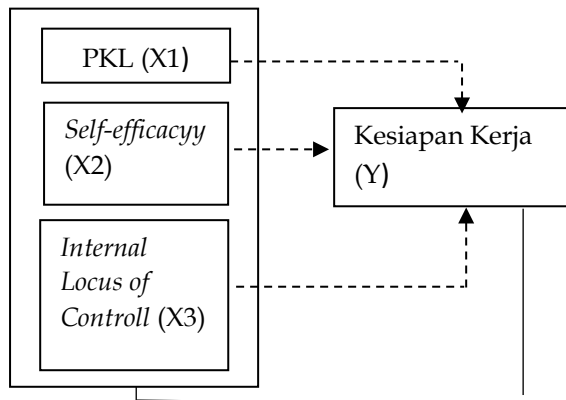 PKL (X1)
Self-efficacyy
(X2)
Internal
Locus of
Controll (X3)
Kesiapan Kerja
(Y)